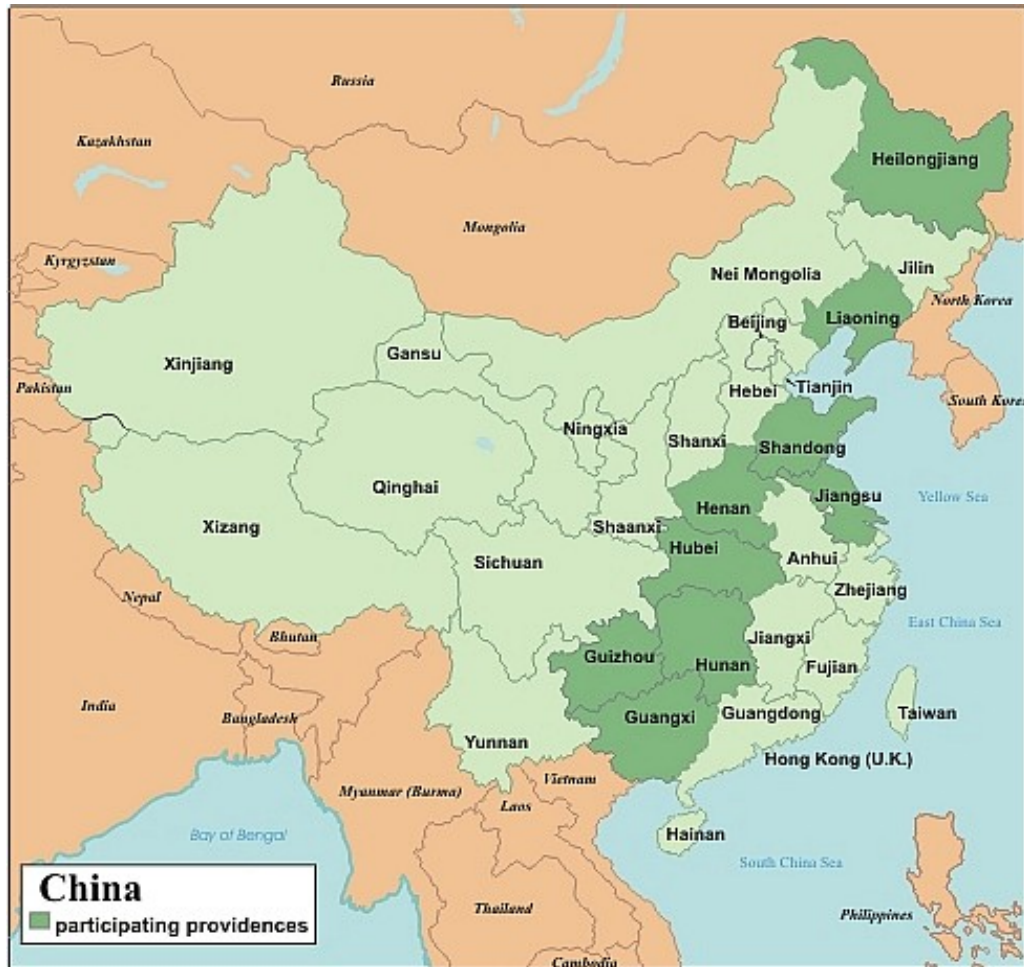 Russia
Kazakhstan
Heilongjiang
Mongolia
Kyrgyzstan
Nei Mongolia
Jilin
North Korea
Liaoning
Beijing
Gansu
Xinjiang
Pakistan
Hebei
Tianjin
South Korea
Ningxia
Shanxi
Shandong
Qinghai
Jiangsu
Yellow Sea
Henan
Xizang
Shaanxi
Hubei
Sichuan
Anhui
Zhejiang
Nepal
East China Sea
Bhutan
Jiangxi
Guizhou
Hunan
Fujian
India
Bangladesh
Guangxi
Guangdong
Taiwan
Yunnan
Hong Kong (U.K.)
Vietnam
Myanmar (Burma)
Laos
Bay of Bengal
Hainan
South China Sea
China
participating providences
Thailand
Philippines
Cambodia